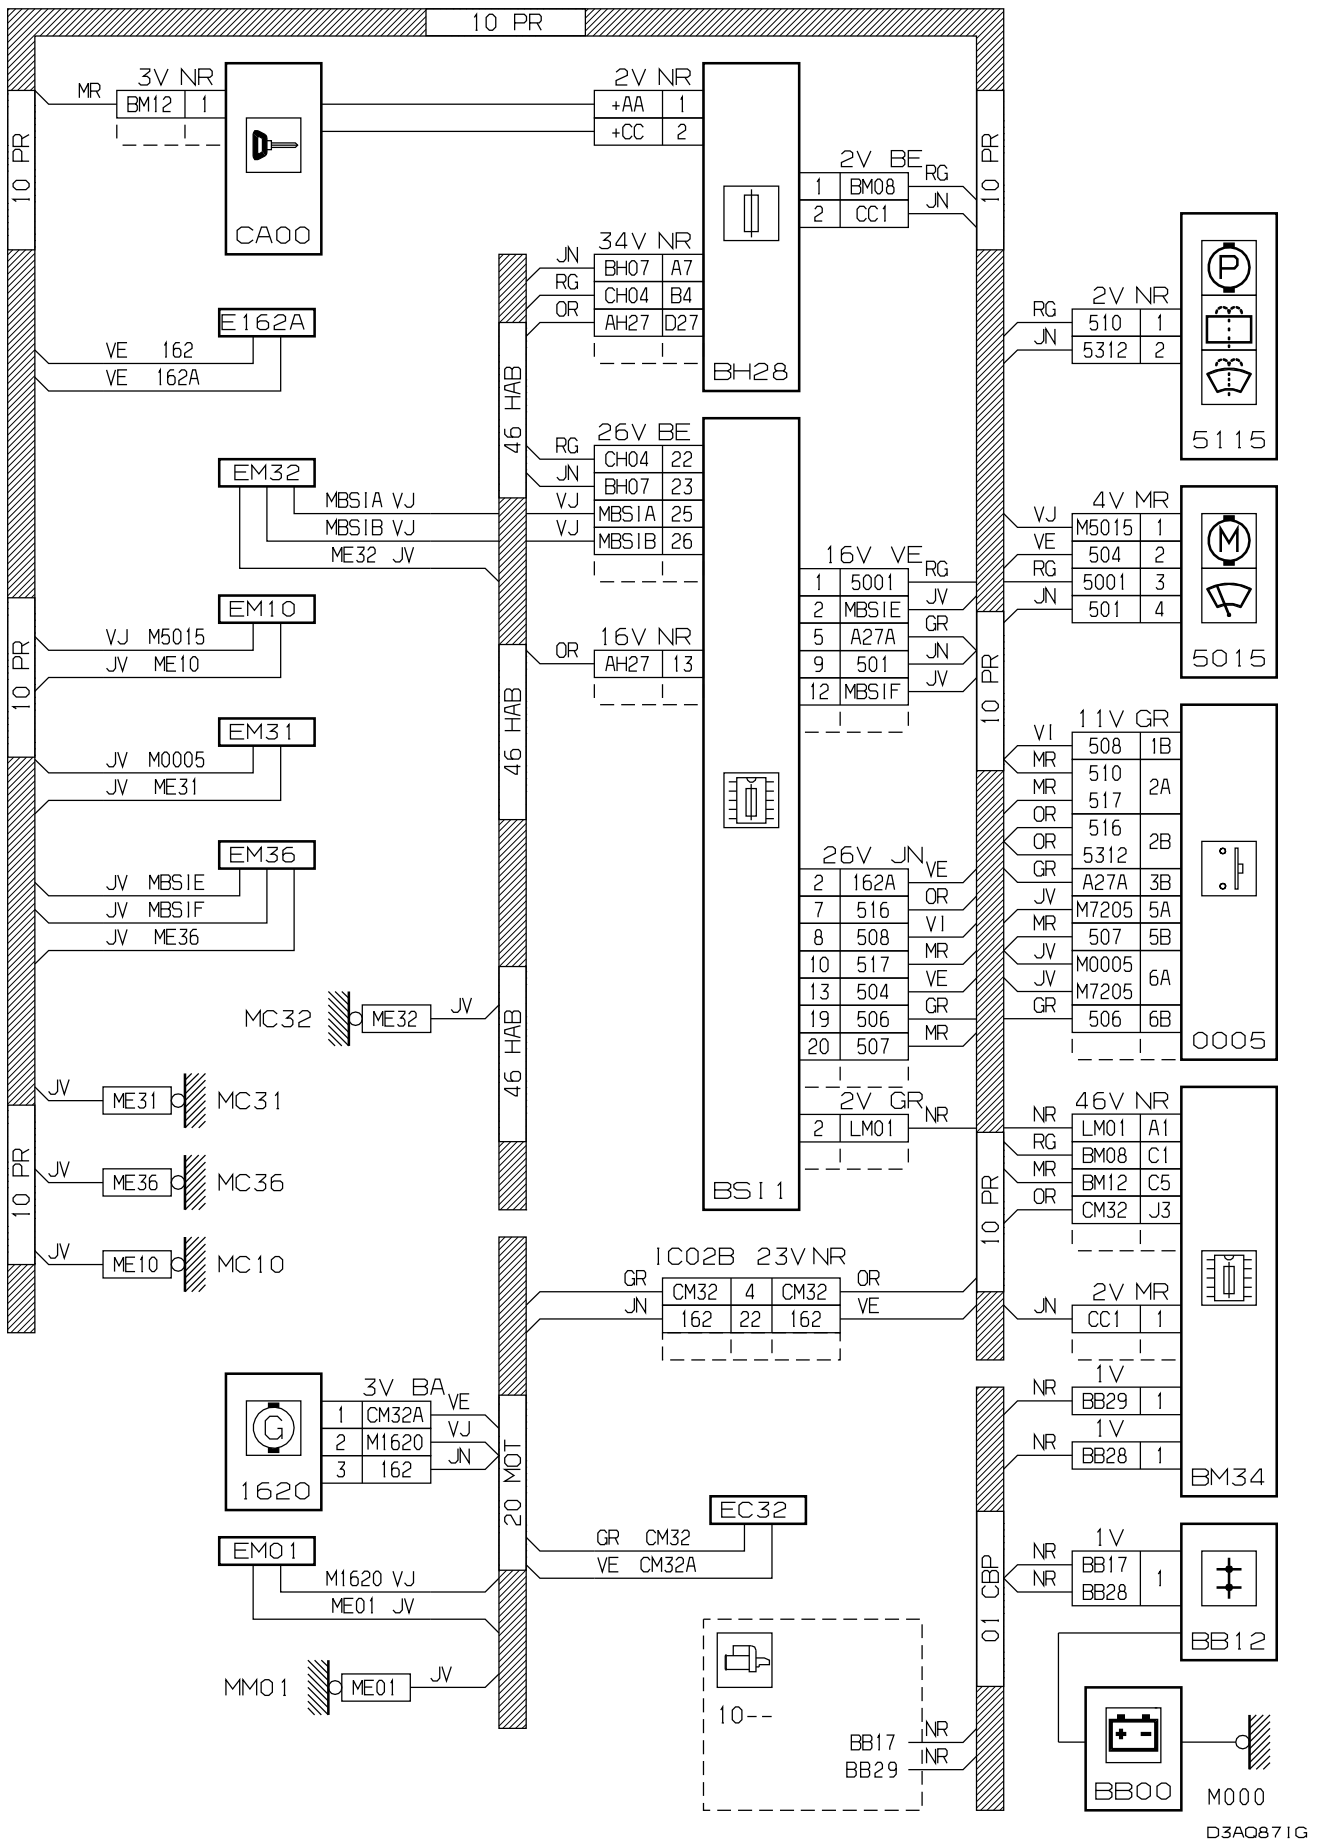 10 PR
3V NR
MR
BM12 1
CA00
2V NR
+AA 1
+CC 2
2V BE
1 BM08 RG
2 CC1 JN
10 PR
10 PR
34V NR
JN BH07 A7
RG CH04 B4
OR AH27 D27
BH28
E162A
VE 162
VE 162A
2V NR
RG 510 1
JN 5312 2
P
5115
46 HAB
26V BE
RG CH04 22
JN BH07 23
VJ MBSIA 25
VJ MBSIB 26
EM32
MBSIA VJ
MBSIB VJ
ME32 JV
4V MR
VJ M5015 1
VE 504 2
RG 5001 3
JN 501 4
M
5015
16V VE
1 5001 RG
2 MBSIE JV
5 A27A GR
9 501 JN
12 MBSIF JV
EM10
VJ M5015
JV ME10
10 PR
16V NR
OR AH27 13
46 HAB
10 PR
EM31
JV M0005
JV ME31
11V GR
VI 508 1B
MR 510
2A
MR 517
OR 516
2B
OR 5312
GR A27A 3B
JV M7205 5A
MR 507 5B
JV M0005
6A
JV M7205
GR 506 6B
0005
EM36
JV MBSIE
JV MBSIF
JV ME36
26V JN
2 162A VE
7 516 OR
8 508 VI
10 517 MR
13 504 VE
19 506 GR
20 507 MR
MC32 ME32 JV
46 HAB
JV ME31 MC31
2V GR
2 LM01 NR
46V NR
NR LM01 A1
RG BM08 C1
MR BM12 C5
OR CM32 J3
JV ME36 MC36
10 PR
BSI1
10 PR
JV ME10 MC10
IC02B 23V NR
GR CM32 4 CM32 OR
JN 162 22 162 VE
2V MR
JN CC1 1
1V
NR BB29 1
1V
NR BB28 1
BM34
3V BA
1 CM32A VE
2 M1620 VJ
3 162 JN
G
1620
20 MOT
EC32
GR CM32
VE CM32A
EM01
M1620 VJ
ME01 JV
01 CBP
1V
NR BB17
1
NR BB28
BB12
MM01 ME01 JV
10--
BB17 NR
BB29 NR
+ -
BB00
M000
D3AQ871G